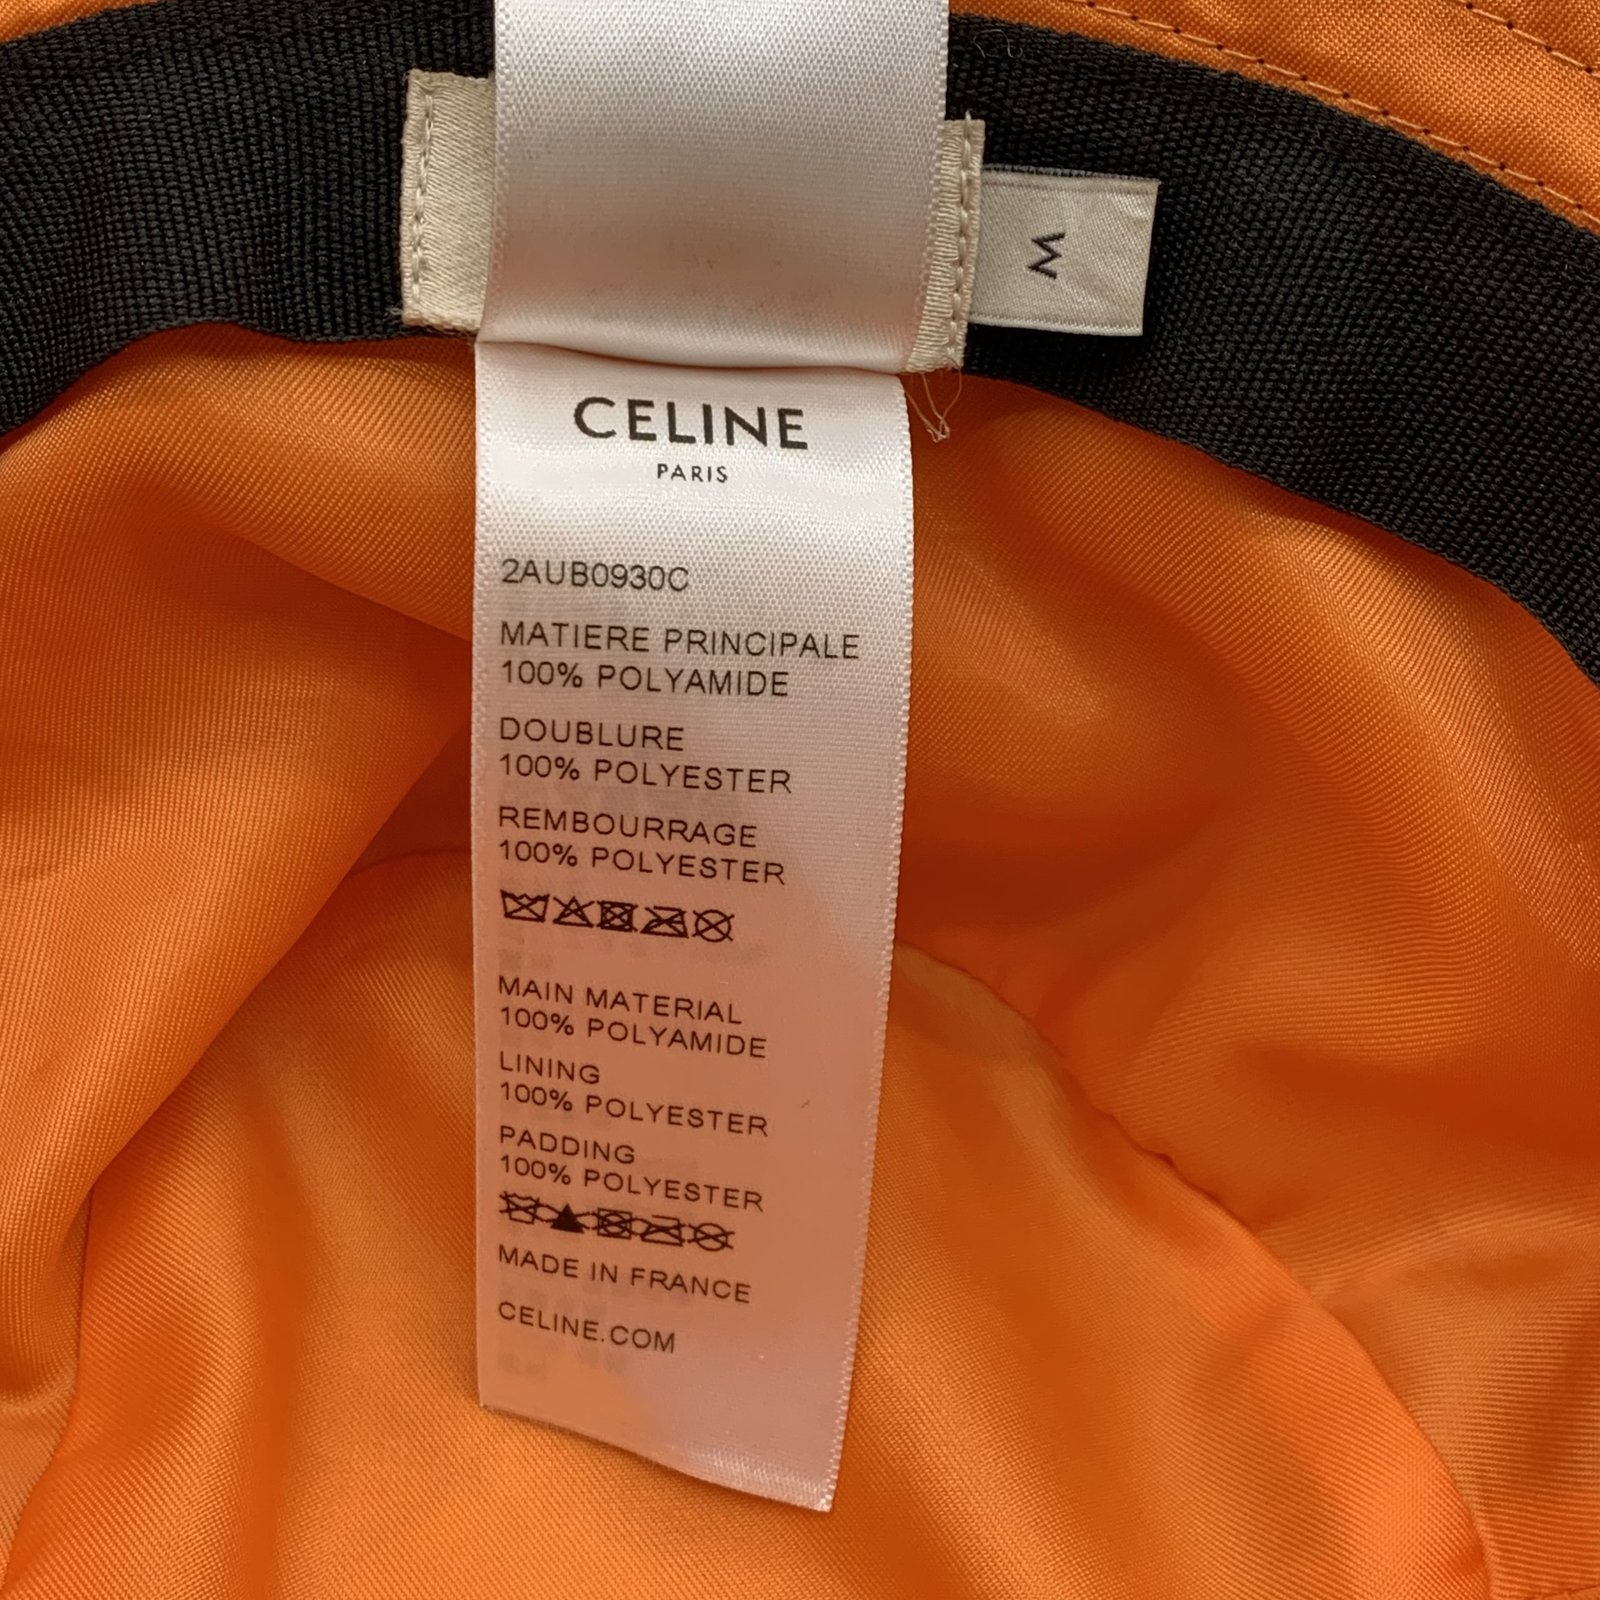 M
CELINE
PARIS
2AUB0930C
MATIERE PRINCIPALE
100% POLYAMIDE
DOUBLURE
100% POLYESTER
REMBOURRAGE
100% POLYESTER
MAIN MATERIAL
100% POLYAMIDE
LINING
100% POLYESTER
PADDING
100% POLYESTER
MADE IN FRANCE
CELINE.COM